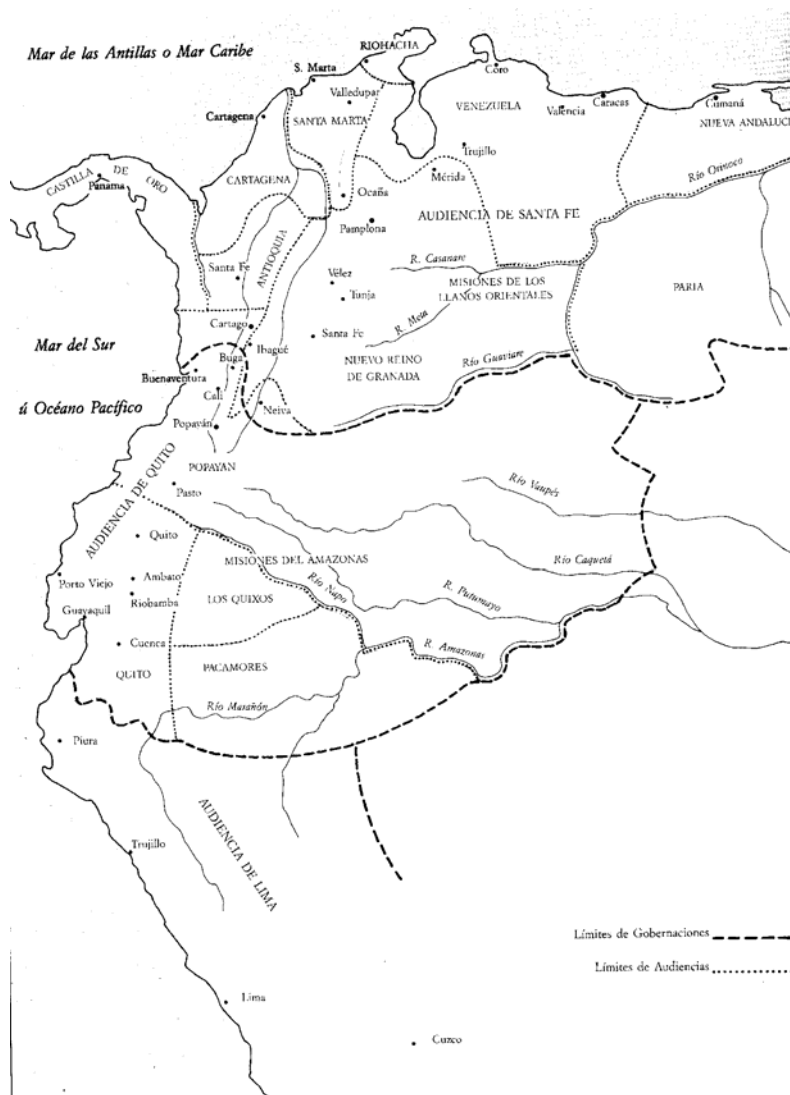 Mar de las Antillas o Mar Caribe
RIOHACHA
S. Marta
Coro
Valledupar
VENEZUELA
Valencia
Caracas
Cumaná
Cartagena
SANTA MARTA
NUEVA ANDALUCI
Trujillo
CASTILLA DE ORO
Panama
CARTAGENA
Mérida
Río Orinoco
Ocaña
AUDIENCIA DE SANTA FE
Pamplona
ANTIOQUIA
Santa Fe
R. Casanare
Vélez
MISIONES DE LOS
LLANOS ORIENTALES
PARIA
Tunja
Cartago
Santa Fe
R. Meta
Mar del Sur
Ibagué
NUEVO REINO
DE GRANADA
Río Guaviare
Buga
Buenaventura
ú Océano Pacífico
Cali
Neiva
Popayán
AUDIENCIA DE QUITO
POPAYAN
Pasto
Río Vaupés
Quito
MISIONES DEL AMAZONAS
Río Caquetá
Porto Viejo
Ambato
Río Napo
R. Putumayo
LOS QUIXOS
Riobamba
Guayaquil
Cuenca
R. Amazonas
QUITO
PACAMORES
Río Marañón
Piura
AUDIENCIA DE LIMA
Trujillo
Límites de Gobernaciones
Límites de Audiencias
Lima
Cuzco